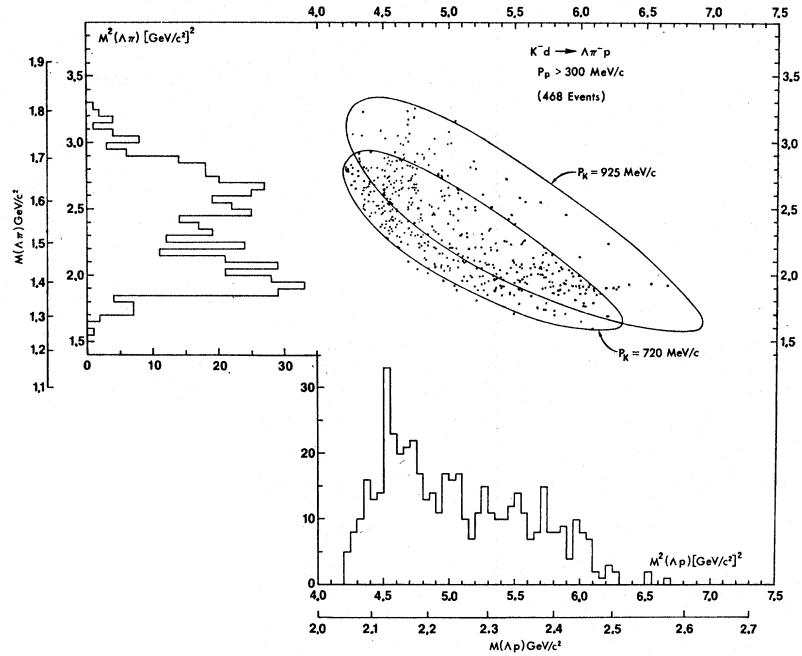 4,0 4,5 5,0 5,5 6,0 6,5 7,0 7,5
M²(Λπ) [GeV/c²]²
K⁻d → Λπ⁻p
P_p > 300 MeV/c
(468 Events)
1,9
1,8
1,7
1,6
1,5
1,4
1,3
1,2
1,1
M(Λπ) GeV/c²
3,5
3,0
2,5
2,0
1,5
0 10 20 30
3,5
3,0
2,5
2,0
1,5
P_K = 925 MeV/c
P_K = 720 MeV/c
30
20
10
0
M²(Λp)[GeV/c²]²
4,0 4,5 5,0 5,5 6,0 6,5 7,0 7,5
2,0 2,1 2,2 2,3 2,4 2,5 2,6 2,7
M(Λp) GeV/c²